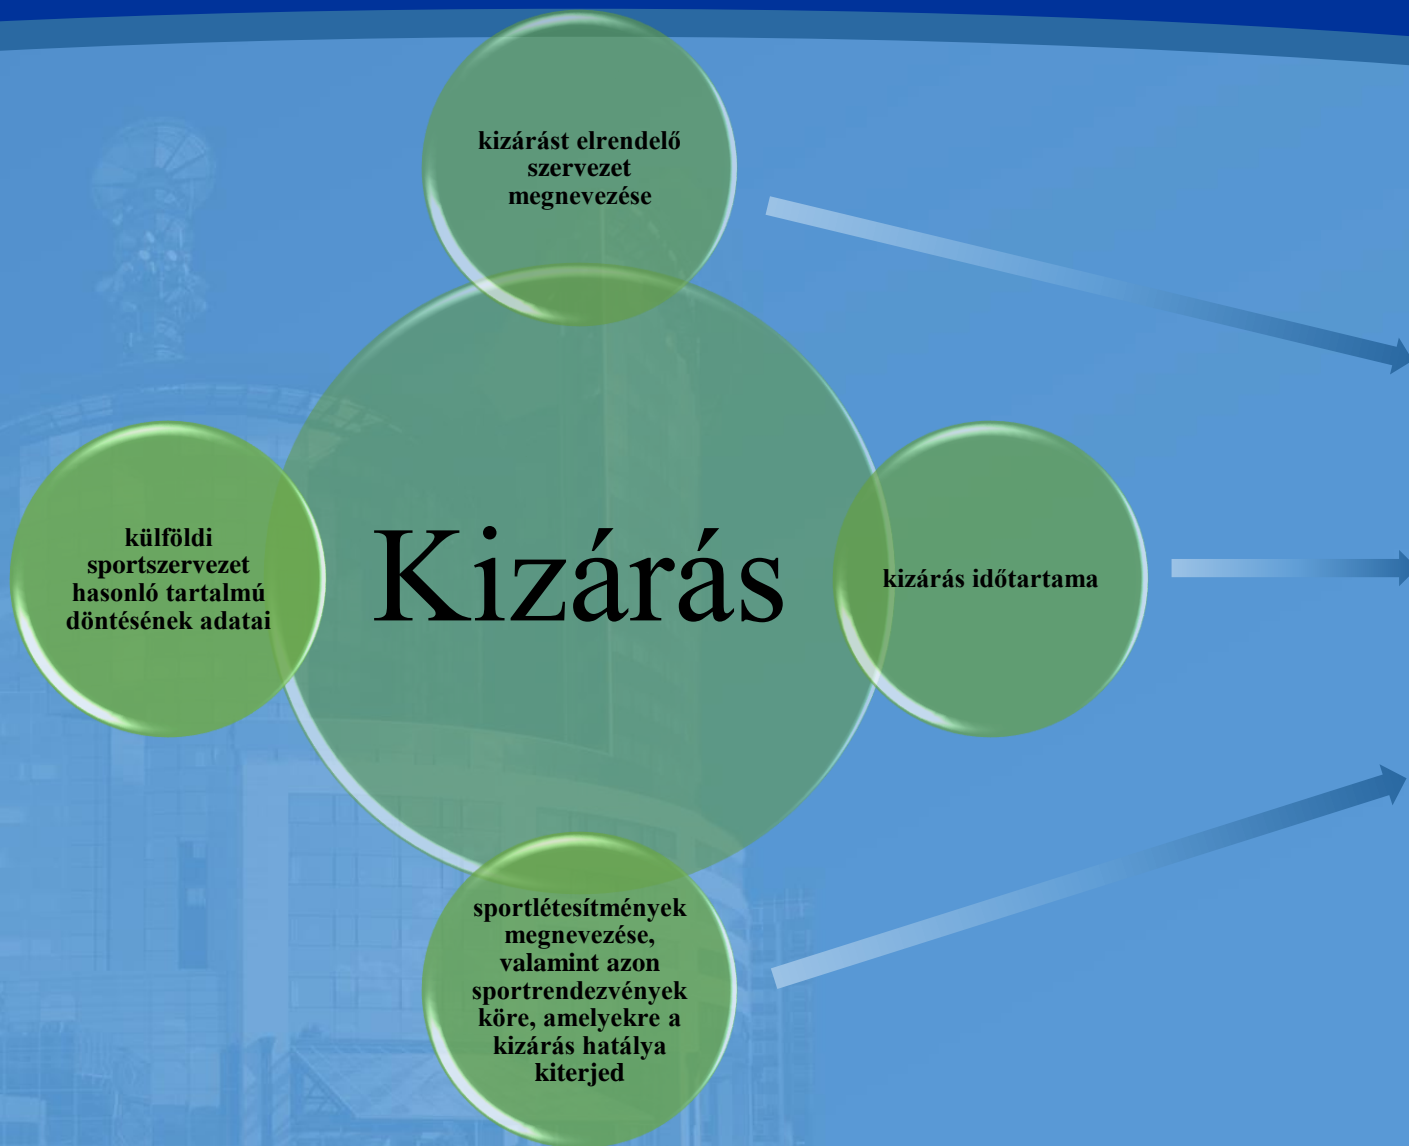 kizárást elrendelő
szervezet
megnevezése
külföldi
sportszervezet
hasonló tartalmú
döntésének adatai
Kizárás
kizárás időtartama
sportlétesítmények
megnevezése,
valamint azon
sportrendezvények
köre, amelyekre a
kizárás hatálya
kiterjed